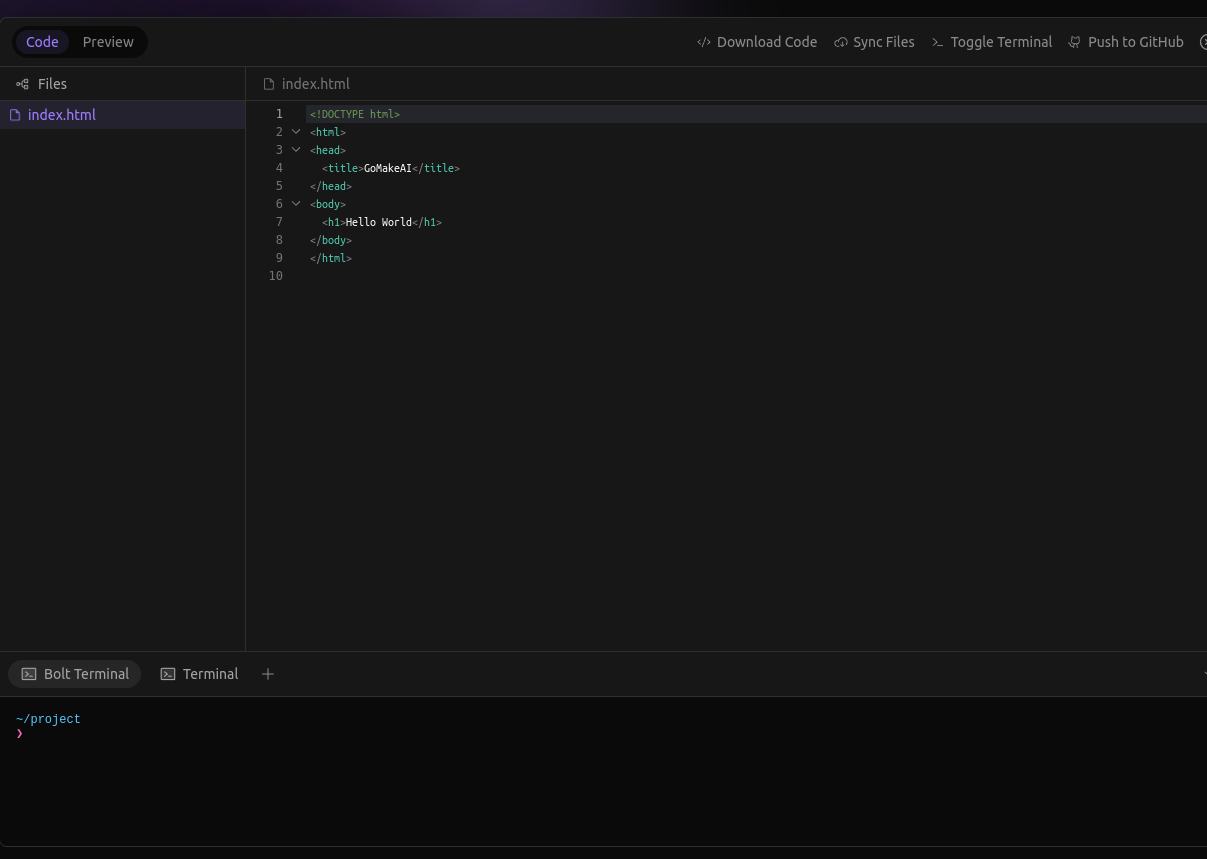 Code Preview Download Code Sync Files Toggle Terminal Push to GitHub
Files index.html
index.html
1 <!DOCTYPE html>
2 <html>
3 <head>
4   <title>GoMakeAI</title>
5 </head>
6 <body>
7   <h1>Hello World</h1>
8 </body>
9 </html>
10
Bolt Terminal Terminal
~/project
❯